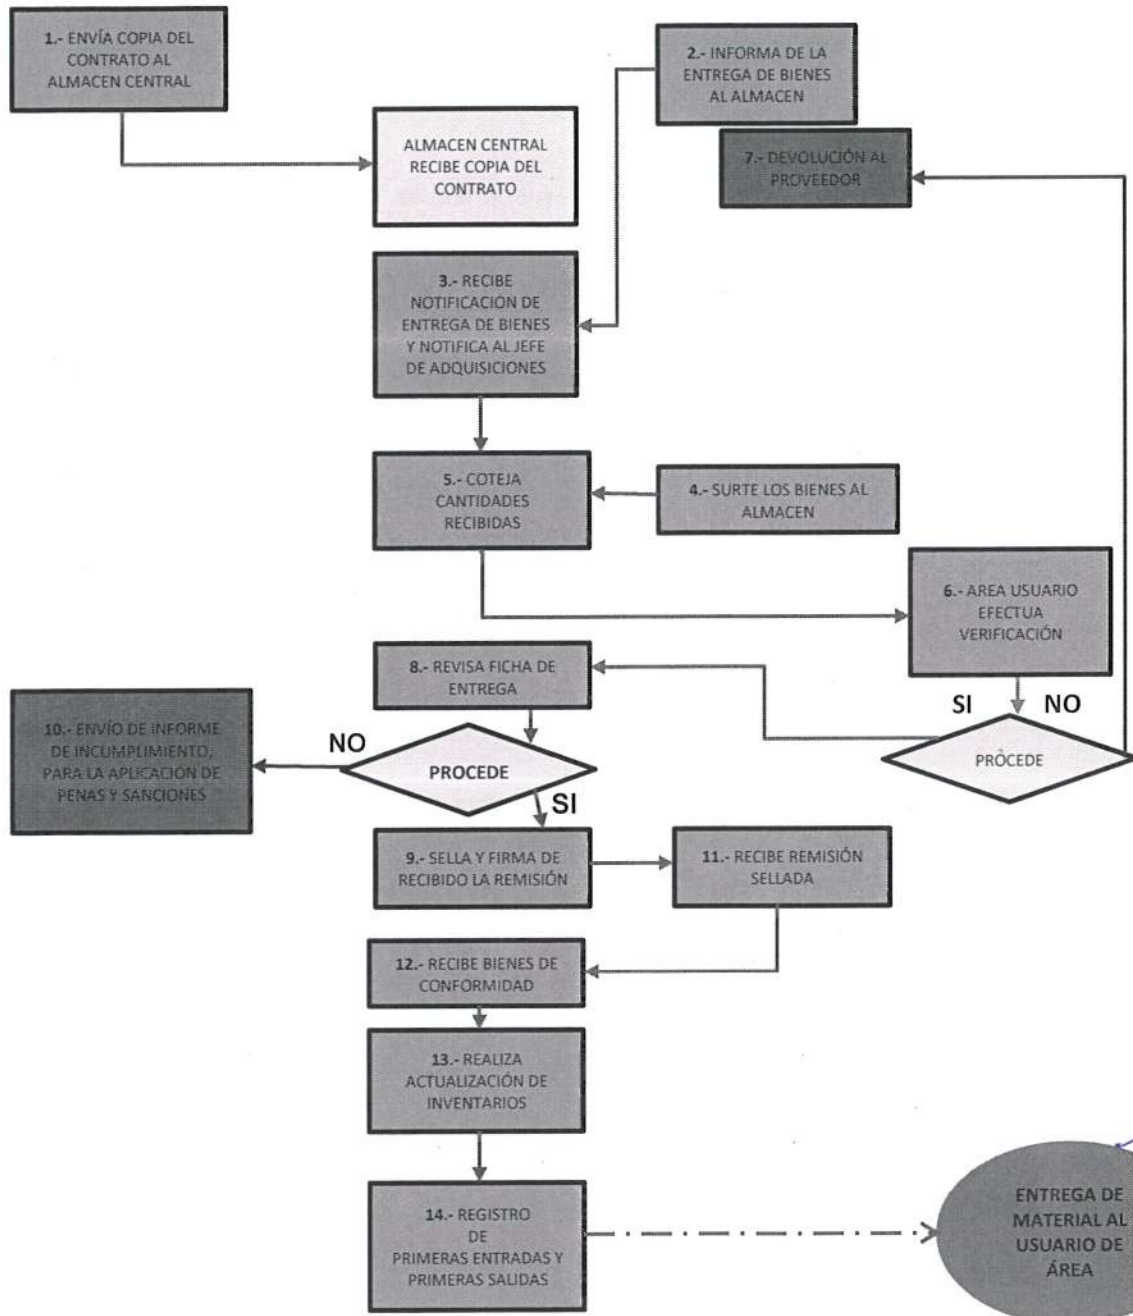 1.- ENVÍA COPIA DEL
CONTRATO AL
ALMACEN CENTRAL
2.- INFORMA DE LA
ENTREGA DE BIENES
AL ALMACEN
7.- DEVOLUCIÓN AL
PROVEEDOR
ALMACEN CENTRAL
RECIBE COPIA DEL
CONTRATO
3.- RECIBE
NOTIFICACIÓN DE
ENTREGA DE BIENES
Y NOTIFICA AL JEFE
DE ADQUISICIONES
5.- COTEJA
CANTIDADES
RECIBIDAS
4.- SURTE LOS BIENES AL
ALMACEN
6.- AREA USUARIO
EFECTUA
VERIFICACIÓN
8.- REVISA FICHA DE
ENTREGA
SI
NO
PRÒCEDE
10.- ENVÍO DE INFORME
DE INCUMPLIMIENTO,
PARA LA APLICACIÓN DE
PENAS Y SANCIONES
NO
PROCEDE
SI
9.- SELLA Y FIRMA DE
RECIBIDO LA REMISIÓN
11.- RECIBE REMISIÓN
SELLADA
12.- RECIBE BIENES DE
CONFORMIDAD
13.- REALIZA
ACTUALIZACIÓN DE
INVENTARIOS
14.- REGISTRO
DE
PRIMERAS ENTRADAS Y
PRIMERAS SALIDAS
ENTREGA DE
MATERIAL AL
USUARIO DE
ÁREA